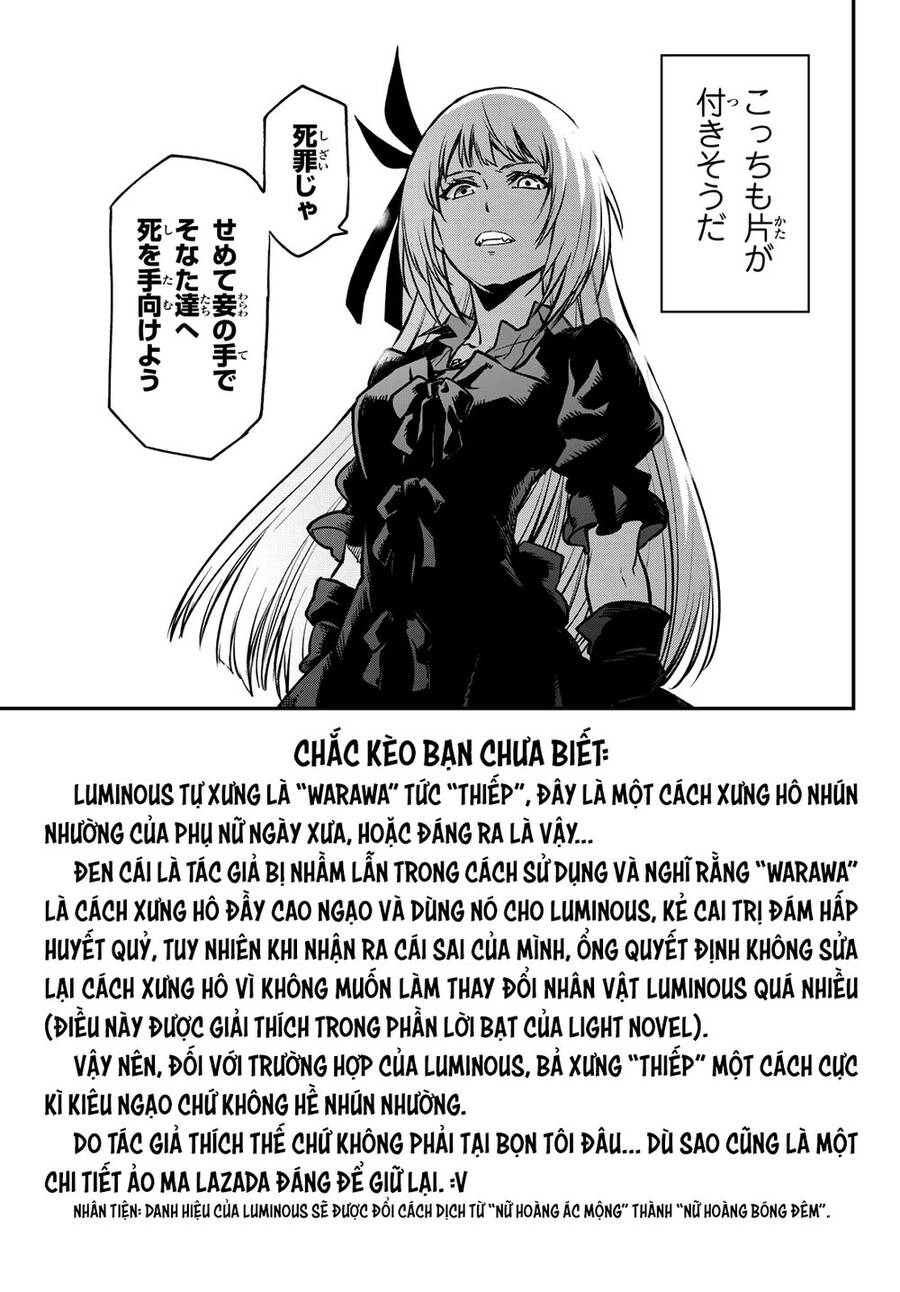 こっちも片が
付きそうだ
死罪じゃ
せめて妾の手で
そなた達へ
死を手向けよう
CHẮC KÈO BẠN CHƯA BIẾT:
LUMINOUS TỰ XƯNG LÀ “WARAWA” TỨC “THIẾP”, ĐÂY LÀ MỘT CÁCH XƯNG HÔ NHÚN
NHƯỜNG CỦA PHỤ NỮ NGÀY XƯA, HOẶC ĐÁNG RA LÀ VẬY...
ĐEN CÁI LÀ TÁC GIẢ BỊ NHẦM LẪN TRONG CÁCH SỬ DỤNG VÀ NGHĨ RẰNG “WARAWA”
LÀ CÁCH XƯNG HÔ ĐẦY CAO NGẠO VÀ DÙNG NÓ CHO LUMINOUS, KẺ CAI TRỊ ĐÁM HẤP
HUYẾT QUỶ, TUY NHIÊN KHI NHẬN RA CÁI SAI CỦA MÌNH, ỔNG QUYẾT ĐỊNH KHÔNG SỬA
LẠI CÁCH XƯNG HÔ VÌ KHÔNG MUỐN LÀM THAY ĐỔI NHÂN VẬT LUMINOUS QUÁ NHIỀU
(ĐIỀU NÀY ĐƯỢC GIẢI THÍCH TRONG PHẦN LỜI BẠT CỦA LIGHT NOVEL).
VẬY NÊN, ĐỐI VỚI TRƯỜNG HỢP CỦA LUMINOUS, BẢ XƯNG “THIẾP” MỘT CÁCH CỰC
KÌ KIÊU NGẠO CHỨ KHÔNG HỀ NHÚN NHƯỜNG.
DO TÁC GIẢ THÍCH THẾ CHỨ KHÔNG PHẢI TẠI BỌN TÔI ĐÂU... DÙ SAO CŨNG LÀ MỘT
CHI TIẾT ẢO MA LAZADA ĐÁNG ĐỂ GIỮ LẠI. :V
NHÂN TIỆN: DANH HIỆU CỦA LUMINOUS SẼ ĐƯỢC ĐỔI CÁCH DỊCH TỪ “NỮ HOÀNG ÁC MỘNG” THÀNH “NỮ HOÀNG BÓNG ĐÊM”.